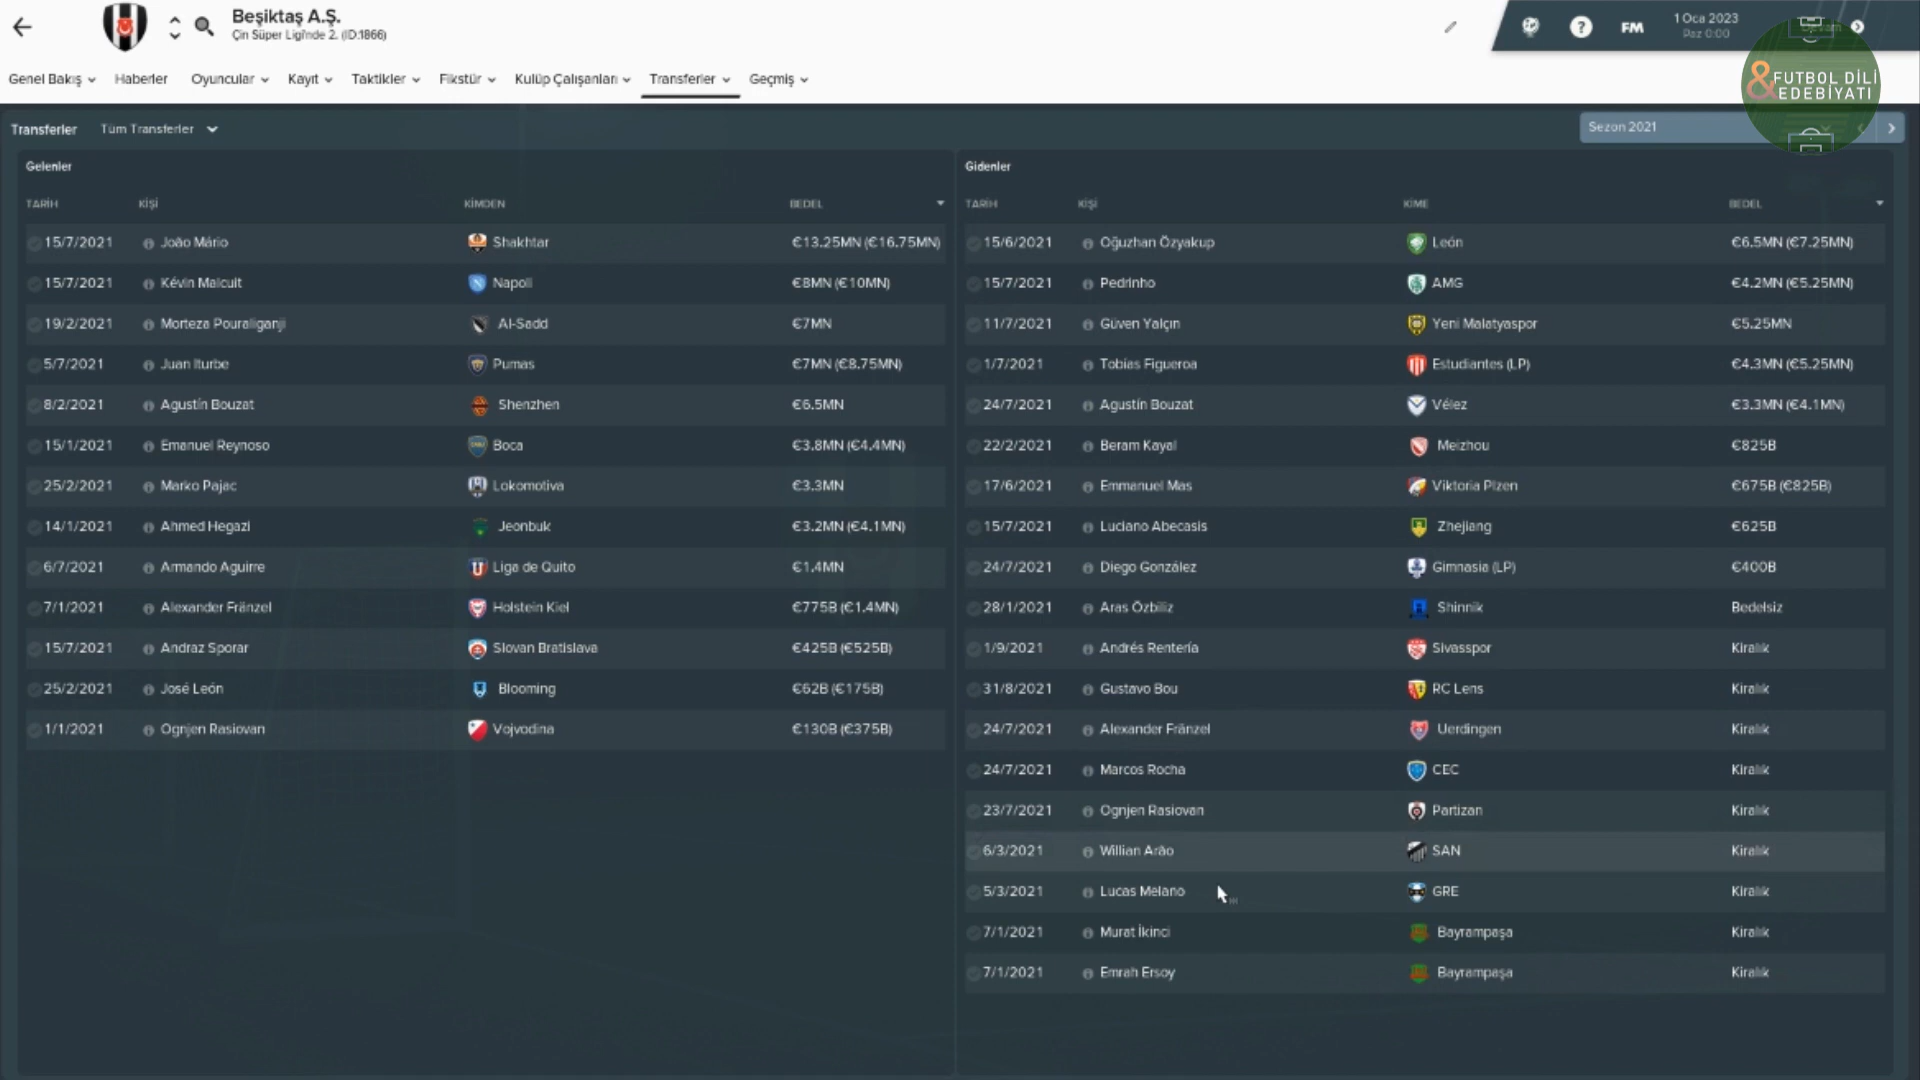 Beşiktaş A.Ş.
Çin Süper Ligi'nde 2. (ID:1866)
FM
1 Oca 2023
Paz 0:00
Genel Bakış
Haberler
Oyuncular
Kayıt
Taktikler
Fikstür
Kulüp Çalışanları
Transferler
Geçmiş
& FUTBOL DİLİ
EDEBİYATI
Transferler Tüm Transferler
Sezon 2021
Gelenler
TARİH KİŞİ KİMDEN BEDEL
15/7/2021 João Mário Shakhtar €13.25MN (€16.75MN)
15/7/2021 Kévin Malcuit Napoli €8MN (€10MN)
19/2/2021 Morteza Pouraliganji Al-Sadd €7MN
5/7/2021 Juan Iturbe Pumas €7MN (€8.75MN)
8/2/2021 Agustín Bouzat Shenzhen €6.5MN
15/1/2021 Emanuel Reynoso Boca €3.8MN (€4.4MN)
25/2/2021 Marko Pajac Lokomotiva €3.3MN
14/1/2021 Ahmed Hegazi Jeonbuk €3.2MN (€4.1MN)
6/7/2021 Armando Aguirre Liga de Quito €1.4MN
7/1/2021 Alexander Fränzel Holstein Kiel €775B (€1.4MN)
15/7/2021 Andraz Sporar Slovan Bratislava €425B (€525B)
25/2/2021 José León Blooming €62B (€175B)
1/1/2021 Ognjen Rasiovan Vojvodina €130B (€375B)
Gidenler
TARİH KİŞİ KİME BEDEL
15/6/2021 Oğuzhan Özyakup León €6.5MN (€7.25MN)
15/7/2021 Pedrinho AMG €4.2MN (€5.25MN)
11/7/2021 Güven Yalçın Yeni Malatyaspor €5.25MN
1/7/2021 Tobías Figueroa Estudiantes (LP) €4.3MN (€5.25MN)
24/7/2021 Agustín Bouzat Vélez €3.3MN (€4.1MN)
22/2/2021 Beram Kayal Meizhou €825B
17/6/2021 Emmanuel Mas Viktoria Plzen €675B (€825B)
15/7/2021 Luciano Abecasis Zhejiang €625B
24/7/2021 Diego González Gimnasia (LP) €400B
28/1/2021 Aras Özbiliz Shinnik Bedelsiz
1/9/2021 Andrés Rentería Sivasspor Kiralık
31/8/2021 Gustavo Bou RC Lens Kiralık
24/7/2021 Alexander Fränzel Uerdingen Kiralık
24/7/2021 Marcos Rocha CEC Kiralık
23/7/2021 Ognjen Rasiovan Partizan Kiralık
6/3/2021 Willian Arão SAN Kiralık
5/3/2021 Lucas Melano GRE Kiralık
7/1/2021 Murat İkinci Bayrampaşa Kiralık
7/1/2021 Emrah Ersoy Bayrampaşa Kiralık